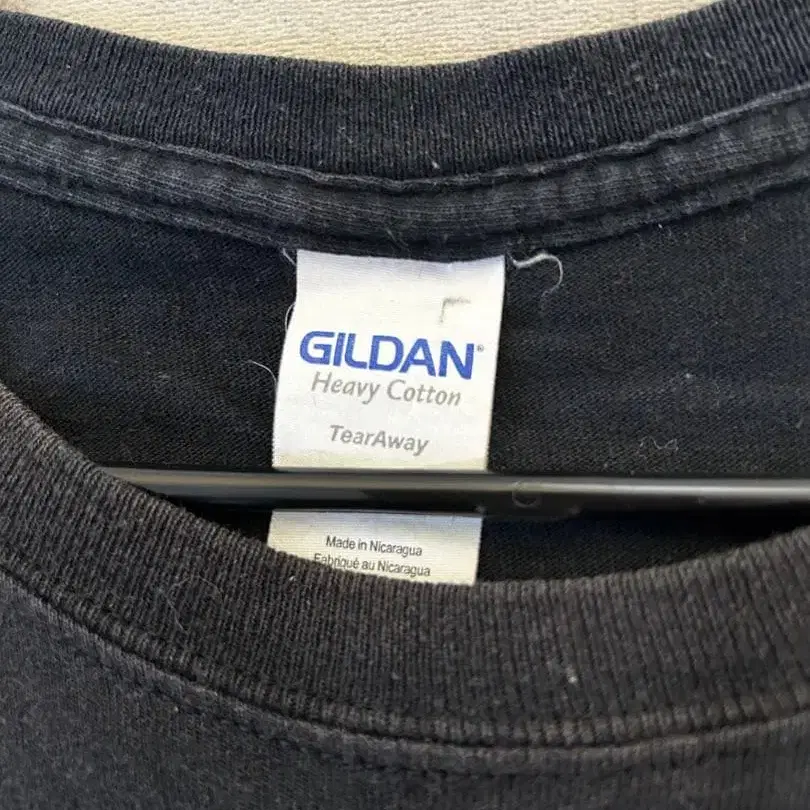 GILDAN®
Heavy Cotton
TearAway
Made in Nicaragua
Fabriqué au Nicaragua